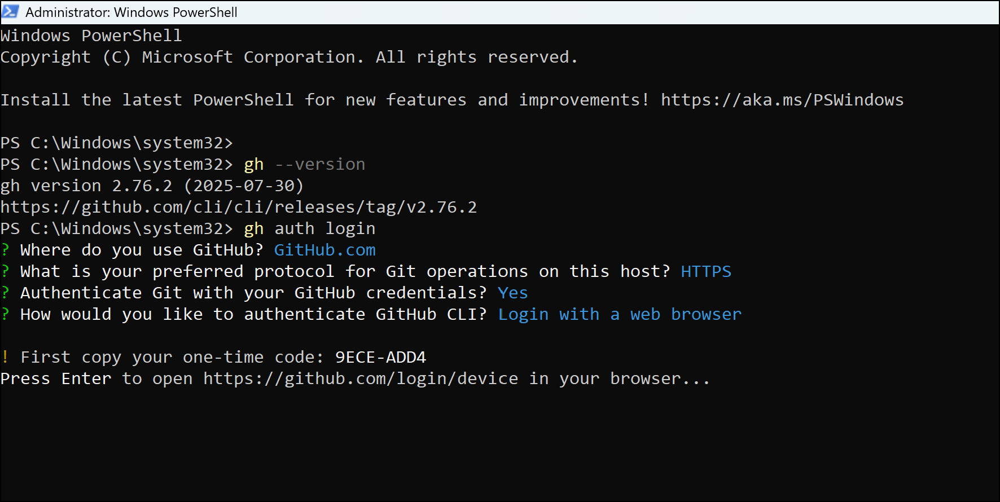 Administrator: Windows PowerShell
Windows PowerShell
Copyright (C) Microsoft Corporation. All rights reserved.
Install the latest PowerShell for new features and improvements! https://aka.ms/PSWindows
PS C:\Windows\system32>
PS C:\Windows\system32> gh --version
gh version 2.76.2 (2025-07-30)
https://github.com/cli/cli/releases/tag/v2.76.2
PS C:\Windows\system32> gh auth login
? Where do you use GitHub? GitHub.com
? What is your preferred protocol for Git operations on this host? HTTPS
? Authenticate Git with your GitHub credentials? Yes
? How would you like to authenticate GitHub CLI? Login with a web browser
! First copy your one-time code: 9ECE-ADD4
Press Enter to open https://github.com/login/device in your browser...